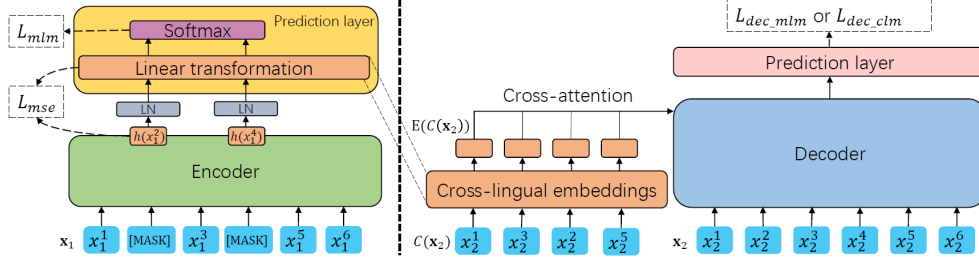 Prediction layer
L_mlm
Softmax
Linear transformation
L_mse
LN
LN
h(x_1^2)
h(x_1^4)
Encoder
x_1
x_1^1
[MASK]
x_1^3
[MASK]
x_1^5
x_1^6
Cross-attention
E(C(x_2))
Cross-lingual embeddings
C(x_2)
x_2^1
x_2^3
x_2^2
x_2^5
L_dec_mlm or L_dec_clm
Prediction layer
Decoder
x_2
x_2^1
x_2^2
x_2^3
x_2^4
x_2^5
x_2^6